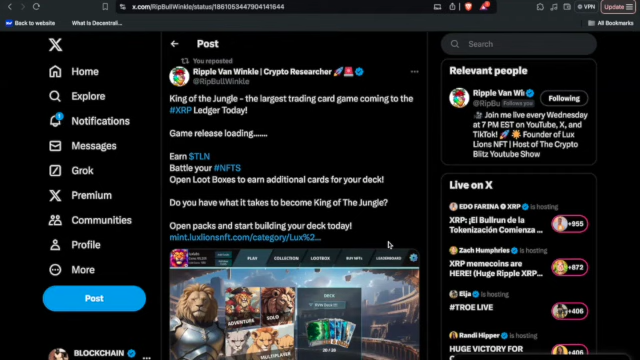 x.com/RipBullWinkle/status/1861053447904141644
VPN
Update
Back to website
What Is Decentrali...
All Bookmarks
Home
Explore
Notifications
Messages
Grok
Premium
Communities
Profile
More
Post
BLOCKCHAIN
Post
You reposted
Ripple Van Winkle | Crypto Researcher
@RipBullWinkle
King of the Jungle - the largest trading card game coming to the
#XRP Ledger Today!
Game release loading.......
Earn $TLN
Battle your #NFTS
Open Loot Boxes to earn additional cards for your deck!
Do you have what it takes to become King of The Jungle?
Open packs and start building your deck today!
mint.luxlionsnft.com/category/Lux%2...
PLAY
COLLECTION
LOOTBOX
BUY NFTS
LEADERBOARD
ADVENTURE
SOLO
MULTIPLAYER
DECK
Search
Relevant people
Ripple Van Wi
@RipBu
Follows you
Following
Join me live every Wednesday
at 7 PM EST on YouTube, X, and
TikTok! Founder of Lux
Lions NFT | Host of The Crypto
Blitz Youtube Show
Live on X
EDO FARINA XRP is hosting
XRP: ¡El Bullrun de la
Tokenización Comienza ...
+955
Zach Humphries is hosting
XRP memecoins are
HERE! (Huge Ripple XRP...
+872
Elja is hosting
#TROE LIVE
+406
Randi Hipper is hosting
HUGE VICTORY FOR
+406